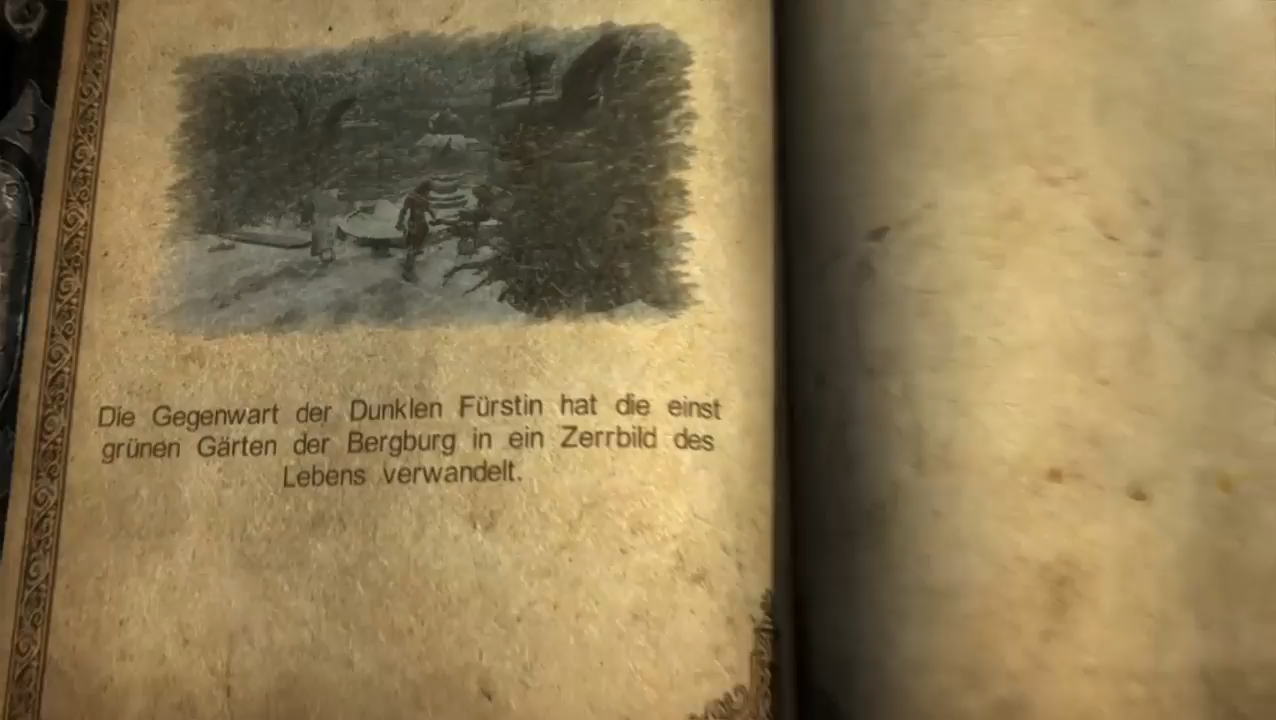 Die Gegenwart der Dunklen Fürstin hat die einst
grünen Gärten der Bergburg in ein Zerrbild des
Lebens verwandelt.